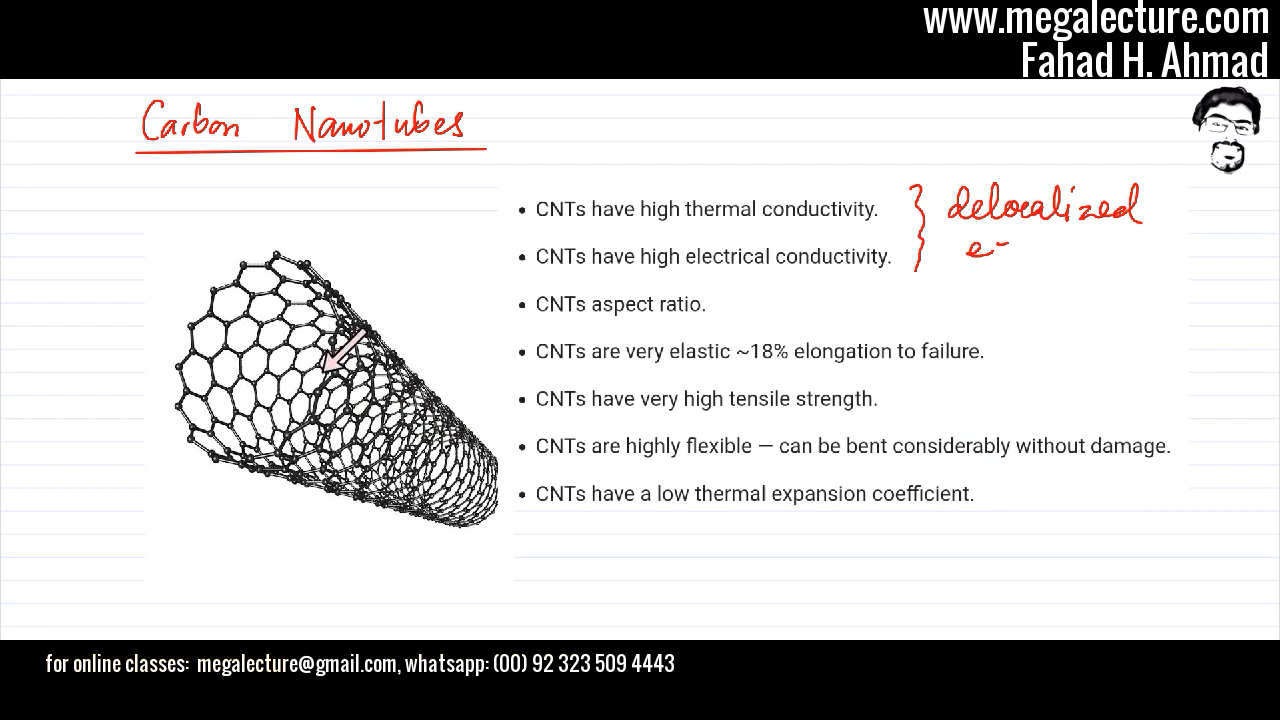 www.megalecture.com
Fahad H. Ahmad
Carbon Nanotubes
• CNTs have high thermal conductivity.
• CNTs have high electrical conductivity.
} delocalized
e-
• CNTs aspect ratio.
• CNTs are very elastic ~18% elongation to failure.
• CNTs have very high tensile strength.
• CNTs are highly flexible — can be bent considerably without damage.
• CNTs have a low thermal expansion coefficient.
for online classes: megalecture@gmail.com, whatsapp: (00) 92 323 509 4443